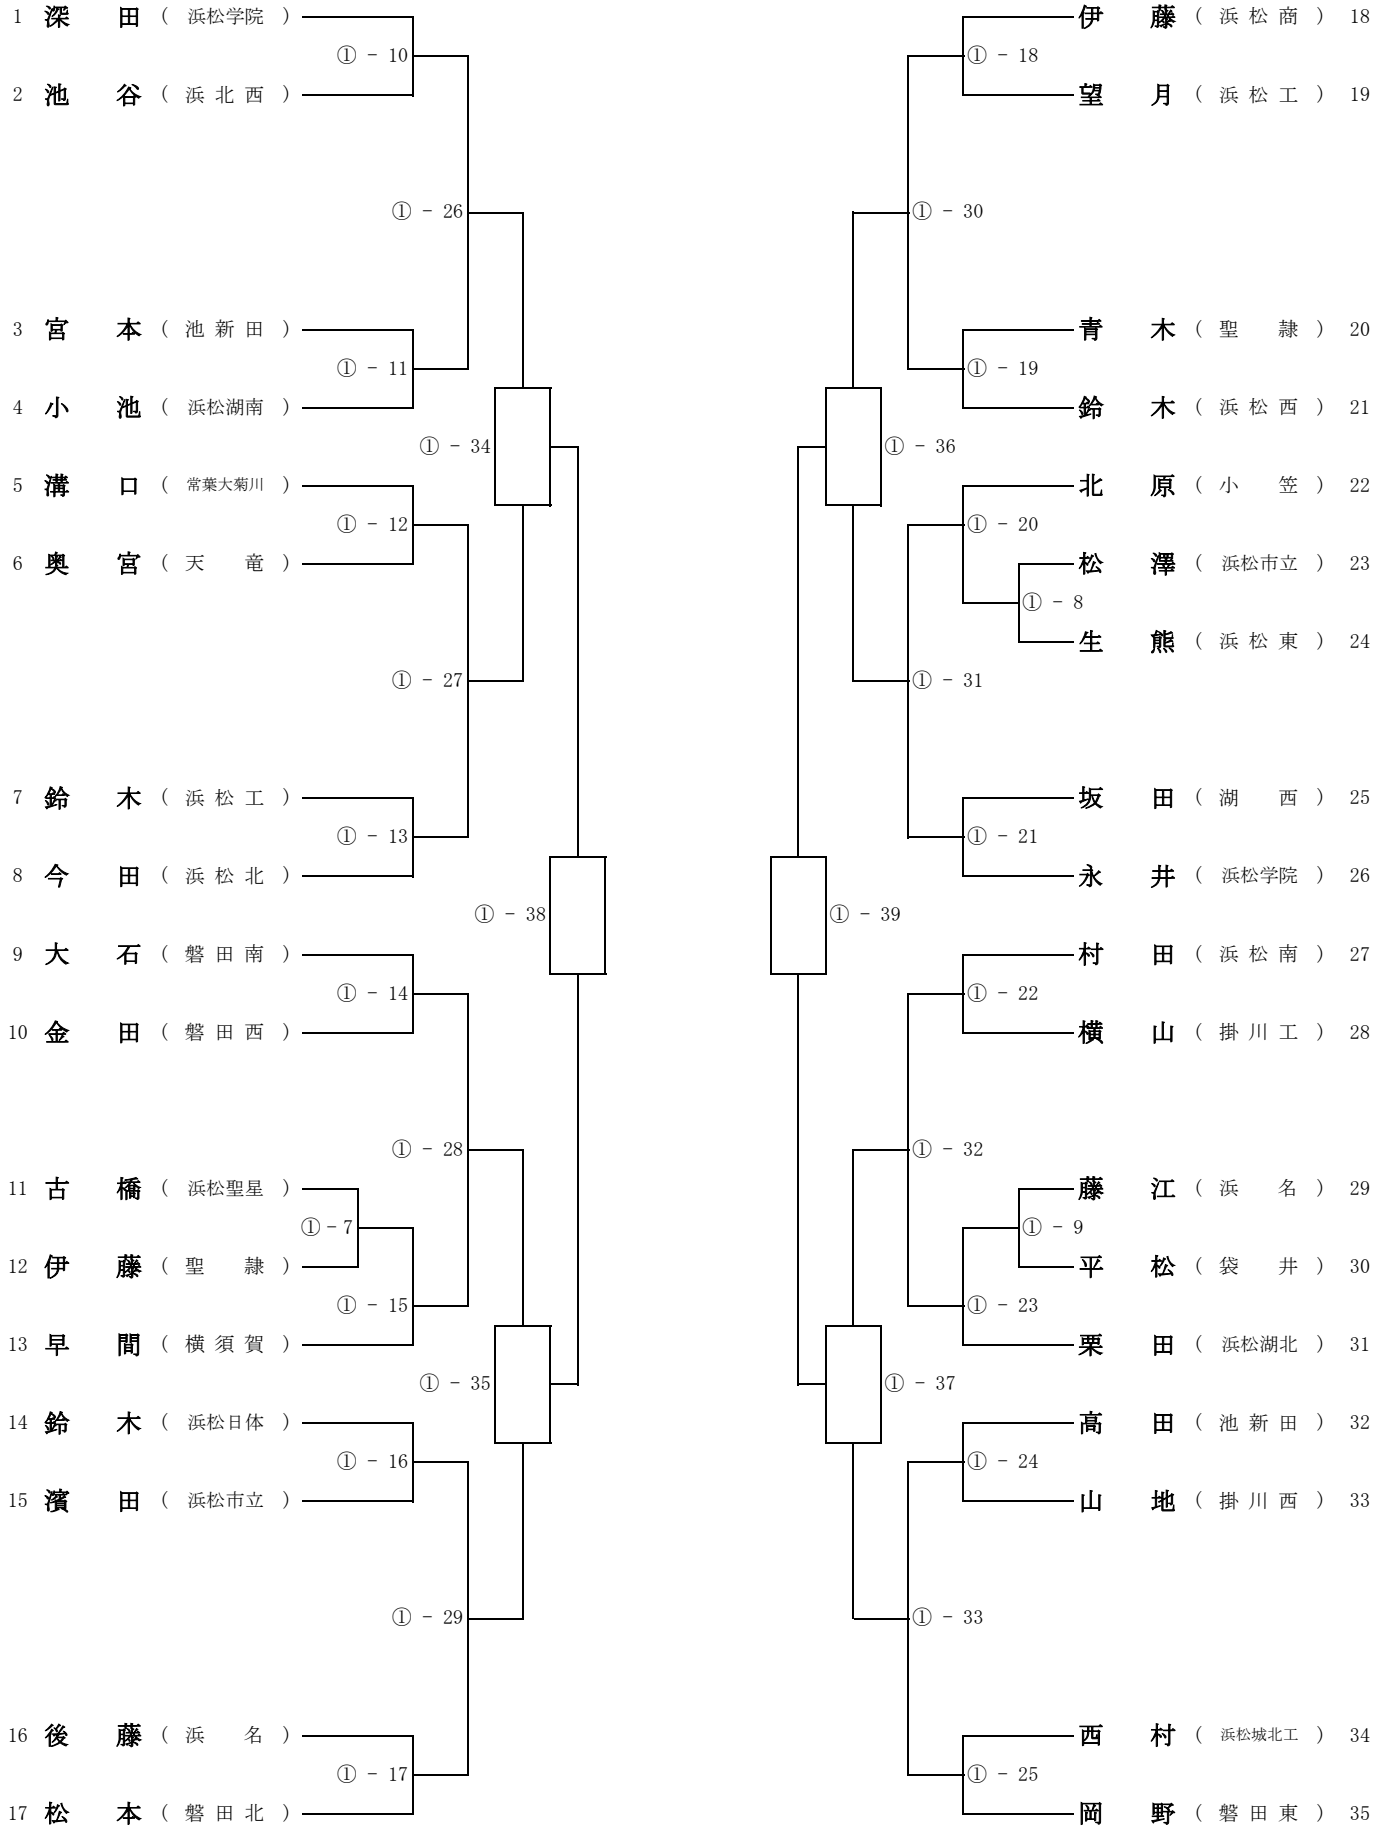 1 深 田 ( 浜松学院 )
① - 10
2 池 谷 ( 浜 北 西 )
① - 26
3 宮 本 ( 池 新 田 )
① - 11
4 小 池 ( 浜松湖南 )
① - 34
5 溝 口 ( 常葉大菊川 )
① - 12
6 奥 宮 ( 天 竜 )
① - 27
7 鈴 木 ( 浜 松 工 )
① - 13
8 今 田 ( 浜 松 北 )
① - 38
9 大 石 ( 磐 田 南 )
① - 14
10 金 田 ( 磐 田 西 )
① - 28
11 古 橋 ( 浜松聖星 )
① - 7
12 伊 藤 ( 聖 隷 )
① - 15
13 早 間 ( 横 須 賀 )
① - 35
14 鈴 木 ( 浜松日体 )
① - 16
15 濱 田 ( 浜松市立 )
① - 29
16 後 藤 ( 浜 名 )
① - 17
17 松 本 ( 磐 田 北 )
伊 藤 ( 浜 松 商 ) 18
① - 18
望 月 ( 浜 松 工 ) 19
① - 30
青 木 ( 聖 隷 ) 20
① - 19
鈴 木 ( 浜 松 西 ) 21
① - 36
北 原 ( 小 笠 ) 22
① - 20
松 澤 ( 浜松市立 ) 23
① - 8
生 熊 ( 浜 松 東 ) 24
① - 31
坂 田 ( 湖 西 ) 25
① - 21
永 井 ( 浜松学院 ) 26
① - 39
村 田 ( 浜 松 南 ) 27
① - 22
横 山 ( 掛 川 工 ) 28
① - 32
藤 江 ( 浜 名 ) 29
① - 9
平 松 ( 袋 井 ) 30
① - 23
栗 田 ( 浜松湖北 ) 31
① - 37
髙 田 ( 池 新 田 ) 32
① - 24
山 地 ( 掛 川 西 ) 33
① - 33
西 村 ( 浜松城北工 ) 34
① - 25
岡 野 ( 磐 田 東 ) 35